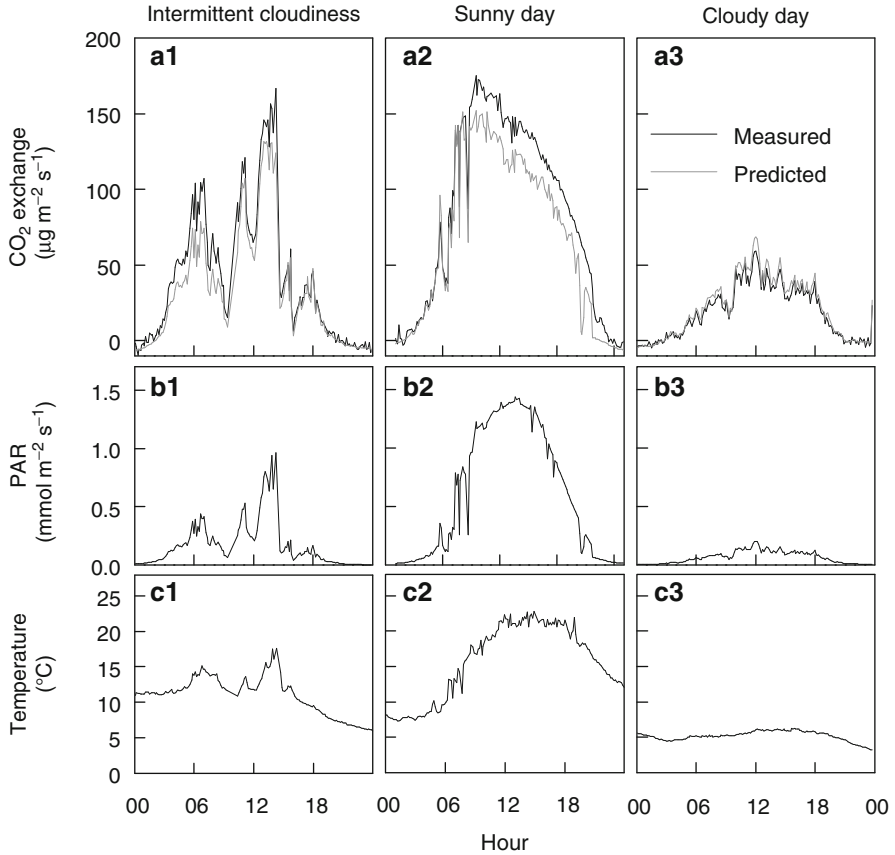 Intermittent cloudiness
Sunny day
Cloudy day
a1
a2
a3
200
150
100
50
0
CO₂ exchange
(μg m⁻² s⁻¹)
Measured
Predicted
b1
b2
b3
1.5
1.0
0.5
0.0
PAR
(mmol m⁻² s⁻¹)
c1
c2
c3
25
20
15
10
5
0
Temperature
(°C)
00 06 12 18 00 06 12 18 00 06 12 18 00
Hour